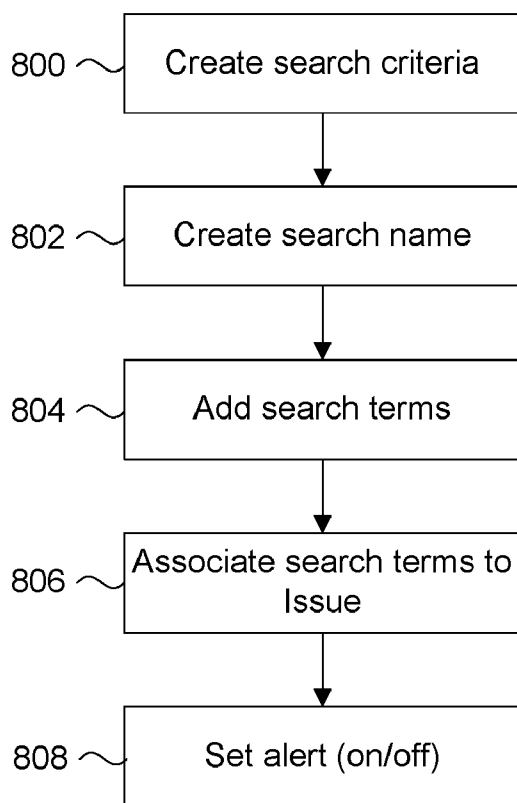 800
Create search criteria
802
Create search name
804
Add search terms
806
Associate search terms to
Issue
808
Set alert (on/off)